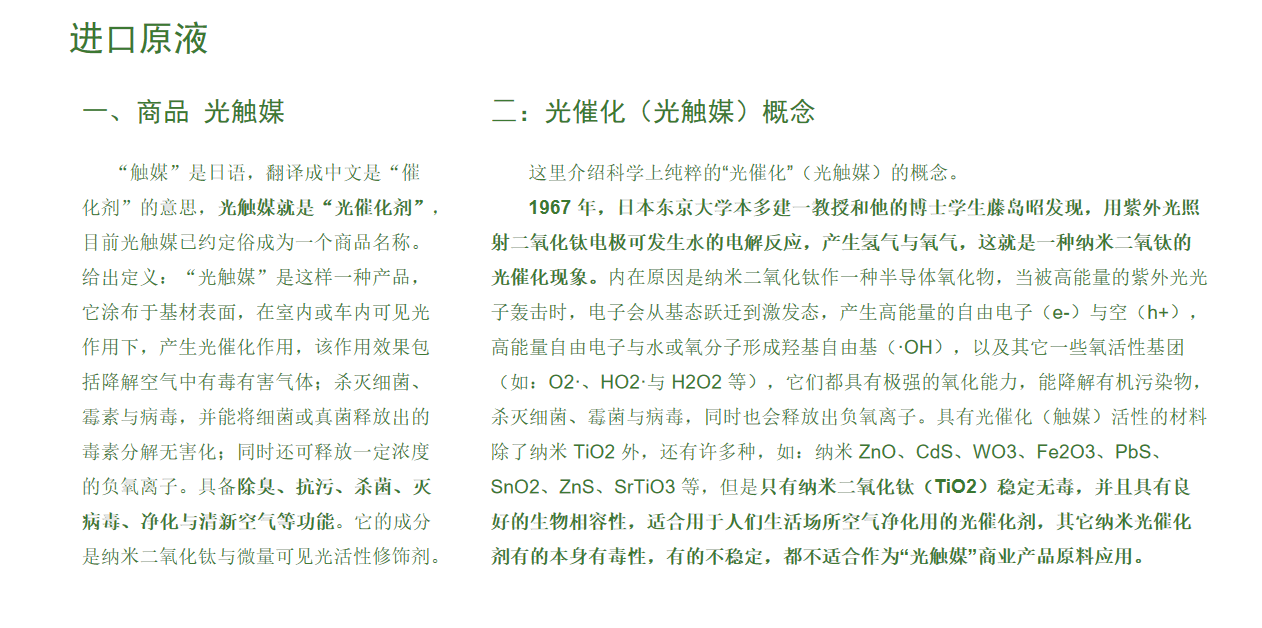 进口原液
一、商品 光触媒
“触媒”是日语，翻译成中文是“催
化剂”的意思，光触媒就是“光催化剂”，
目前光触媒已约定俗成为一个商品名称。
给出定义：“光触媒”是这样一种产品，
它涂布于基材表面，在室内或车内可见光
作用下，产生光催化作用，该作用效果包
括降解空气中有毒有害气体；杀灭细菌、
霉素与病毒，并能将细菌或真菌释放出的
毒素分解无害化；同时还可释放一定浓度
的负氧离子。具备除臭、抗污、杀菌、灭
病毒、净化与清新空气等功能。它的成分
是纳米二氧化钛与微量可见光活性修饰剂。
二：光催化（光触媒）概念
这里介绍科学上纯粹的“光催化”（光触媒）的概念。
1967 年，日本东京大学本多建一教授和他的博士学生藤岛昭发现，用紫外光照
射二氧化钛电极可发生水的电解反应，产生氢气与氧气，这就是一种纳米二氧化钛的
光催化现象。内在原因是纳米二氧化钛作一种半导体氧化物，当被高能量的紫外光光
子轰击时，电子会从基态跃迁到激发态，产生高能量的自由电子（e-）与空（h+），
高能量自由电子与水或氧分子形成羟基自由基（·OH），以及其它一些氧活性基团
（如：O2·、HO2·与 H2O2 等），它们都具有极强的氧化能力，能降解有机污染物，
杀灭细菌、霉菌与病毒，同时也会释放出负氧离子。具有光催化（触媒）活性的材料
除了纳米 TiO2 外，还有许多种，如：纳米 ZnO、CdS、WO3、Fe2O3、PbS、
SnO2、ZnS、SrTiO3 等，但是只有纳米二氧化钛（TiO2）稳定无毒，并且具有良
好的生物相容性，适合用于人们生活场所空气净化用的光催化剂，其它纳米光催化
剂有的本身有毒性，有的不稳定，都不适合作为“光触媒”商业产品原料应用。